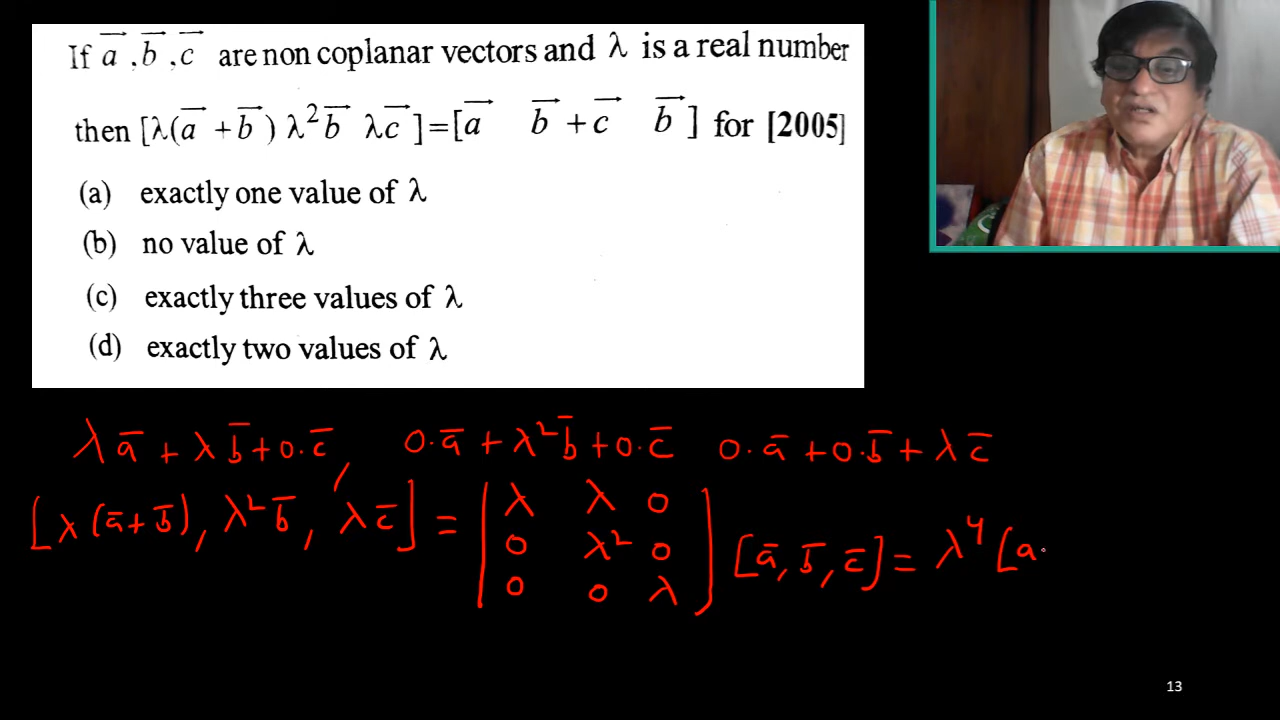 If a⃗ , b⃗ , c⃗ are non coplanar vectors and λ is a real number
then [λ(a⃗ + b⃗) λ²b⃗ λc⃗ ]=[a⃗ b⃗ + c⃗ b⃗ ] for [2005]
(a) exactly one value of λ
(b) no value of λ
(c) exactly three values of λ
(d) exactly two values of λ
λa̅ + λb̅ + 0.c̅, 0.a̅ + λ²b̅ + 0.c̅ 0.a̅ + 0.b̅ + λc̅
[λ(a̅+b̅), λ²b̅, λc̅] = | λ λ 0 |
| 0 λ² 0 | [a̅, b̅, c̅] = λ⁴ [a
| 0 0 λ |
13